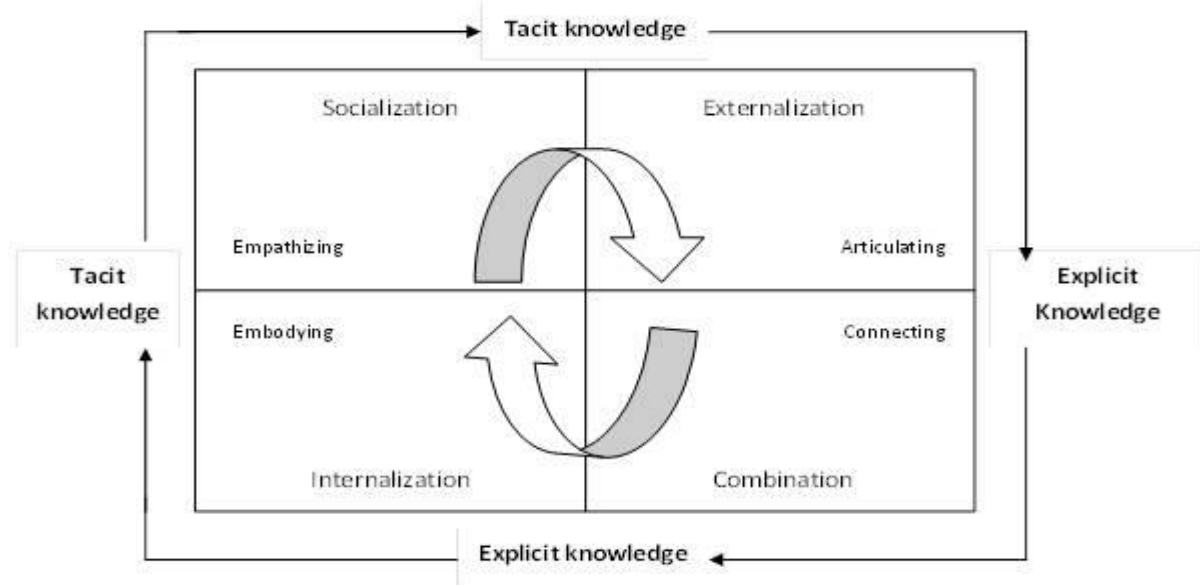 Tacit knowledge
Socialization
Externalization
Empathizing
Articulating
Tacit
knowledge
Explicit
Knowledge
Embodying
Connecting
Internalization
Combination
Explicit knowledge